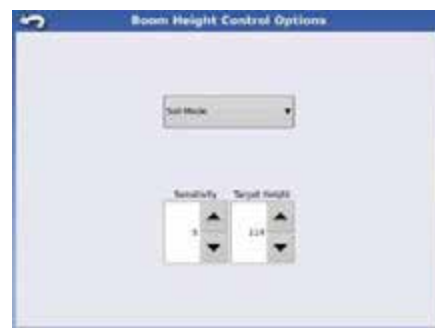 Boom Height Control Options
Soil Mode
Sensitivity Target Height
5 114